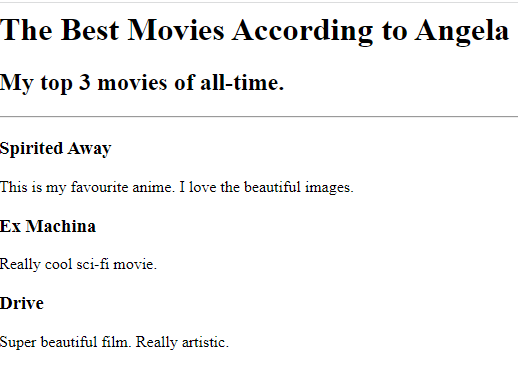 The Best Movies According to Angela
My top 3 movies of all-time.
Spirited Away
This is my favourite anime. I love the beautiful images.
Ex Machina
Really cool sci-fi movie.
Drive
Super beautiful film. Really artistic.